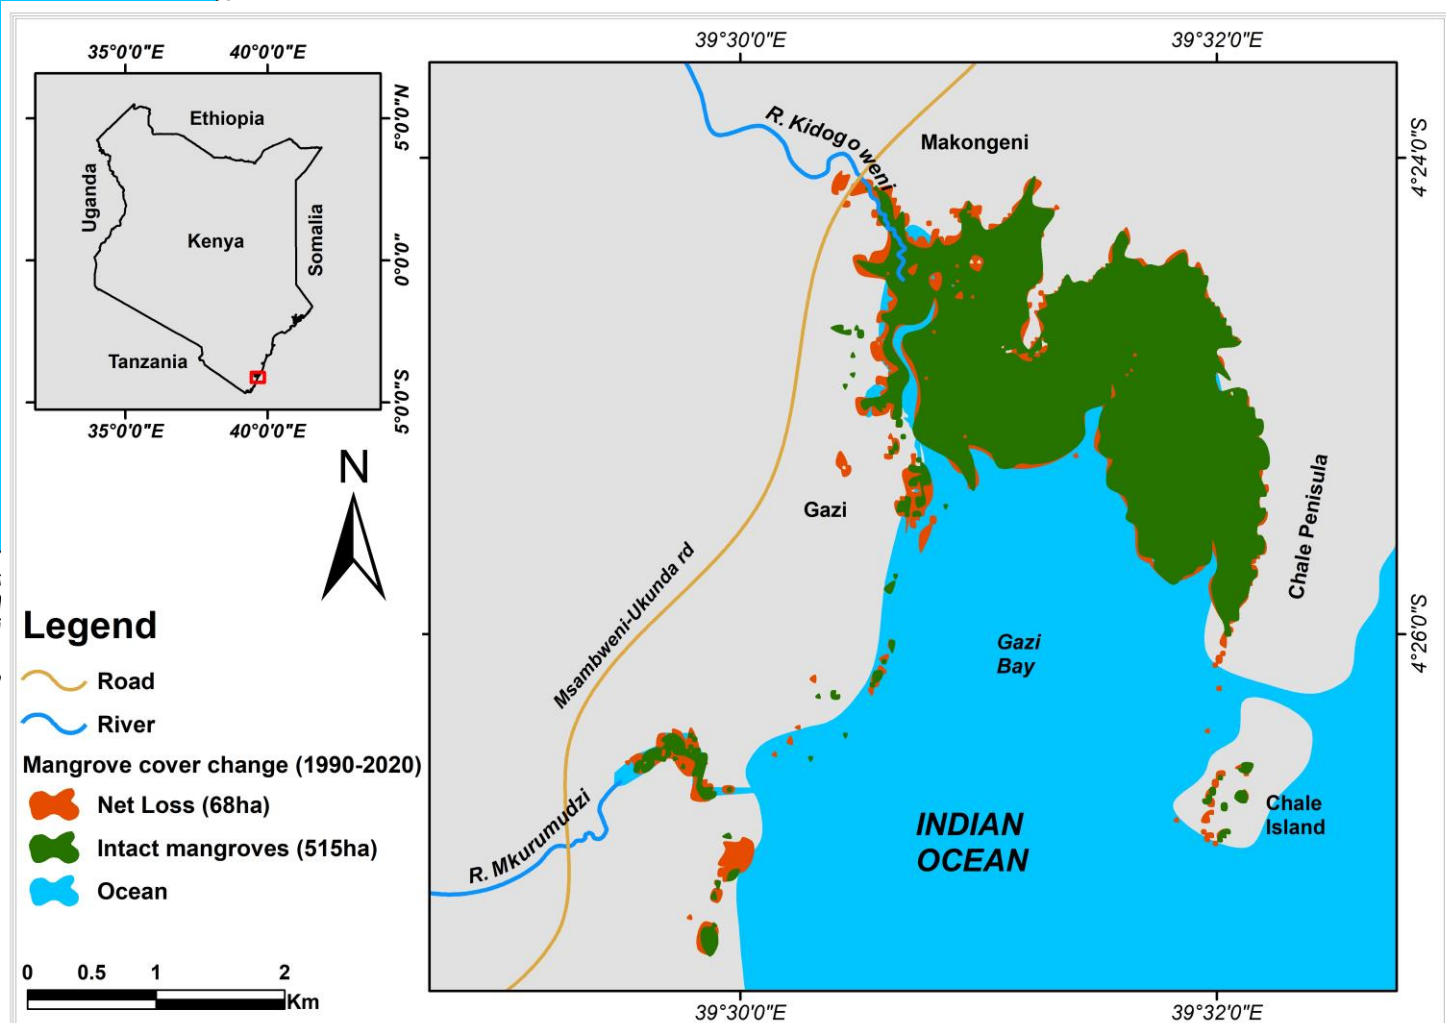 35°0'0"E
40°0'0"E
Ethiopia
Uganda
Kenya
Somalia
Tanzania
5°0'0"N
0°0'0"
5°0'0"S
35°0'0"E
40°0'0"E
N
Legend
Road
River
Mangrove cover change (1990-2020)
Net Loss (68ha)
Intact mangroves (515ha)
Ocean
0 0.5 1 2
Km
39°30'0"E
39°32'0"E
R. Kidogoweni
Makongeni
4°24'0"S
Gazi
Chale Penisula
Msambweni-Ukunda rd
Gazi
Bay
4°26'0"S
R. Mkurumudzi
INDIAN
OCEAN
Chale
Island
39°30'0"E
39°32'0"E